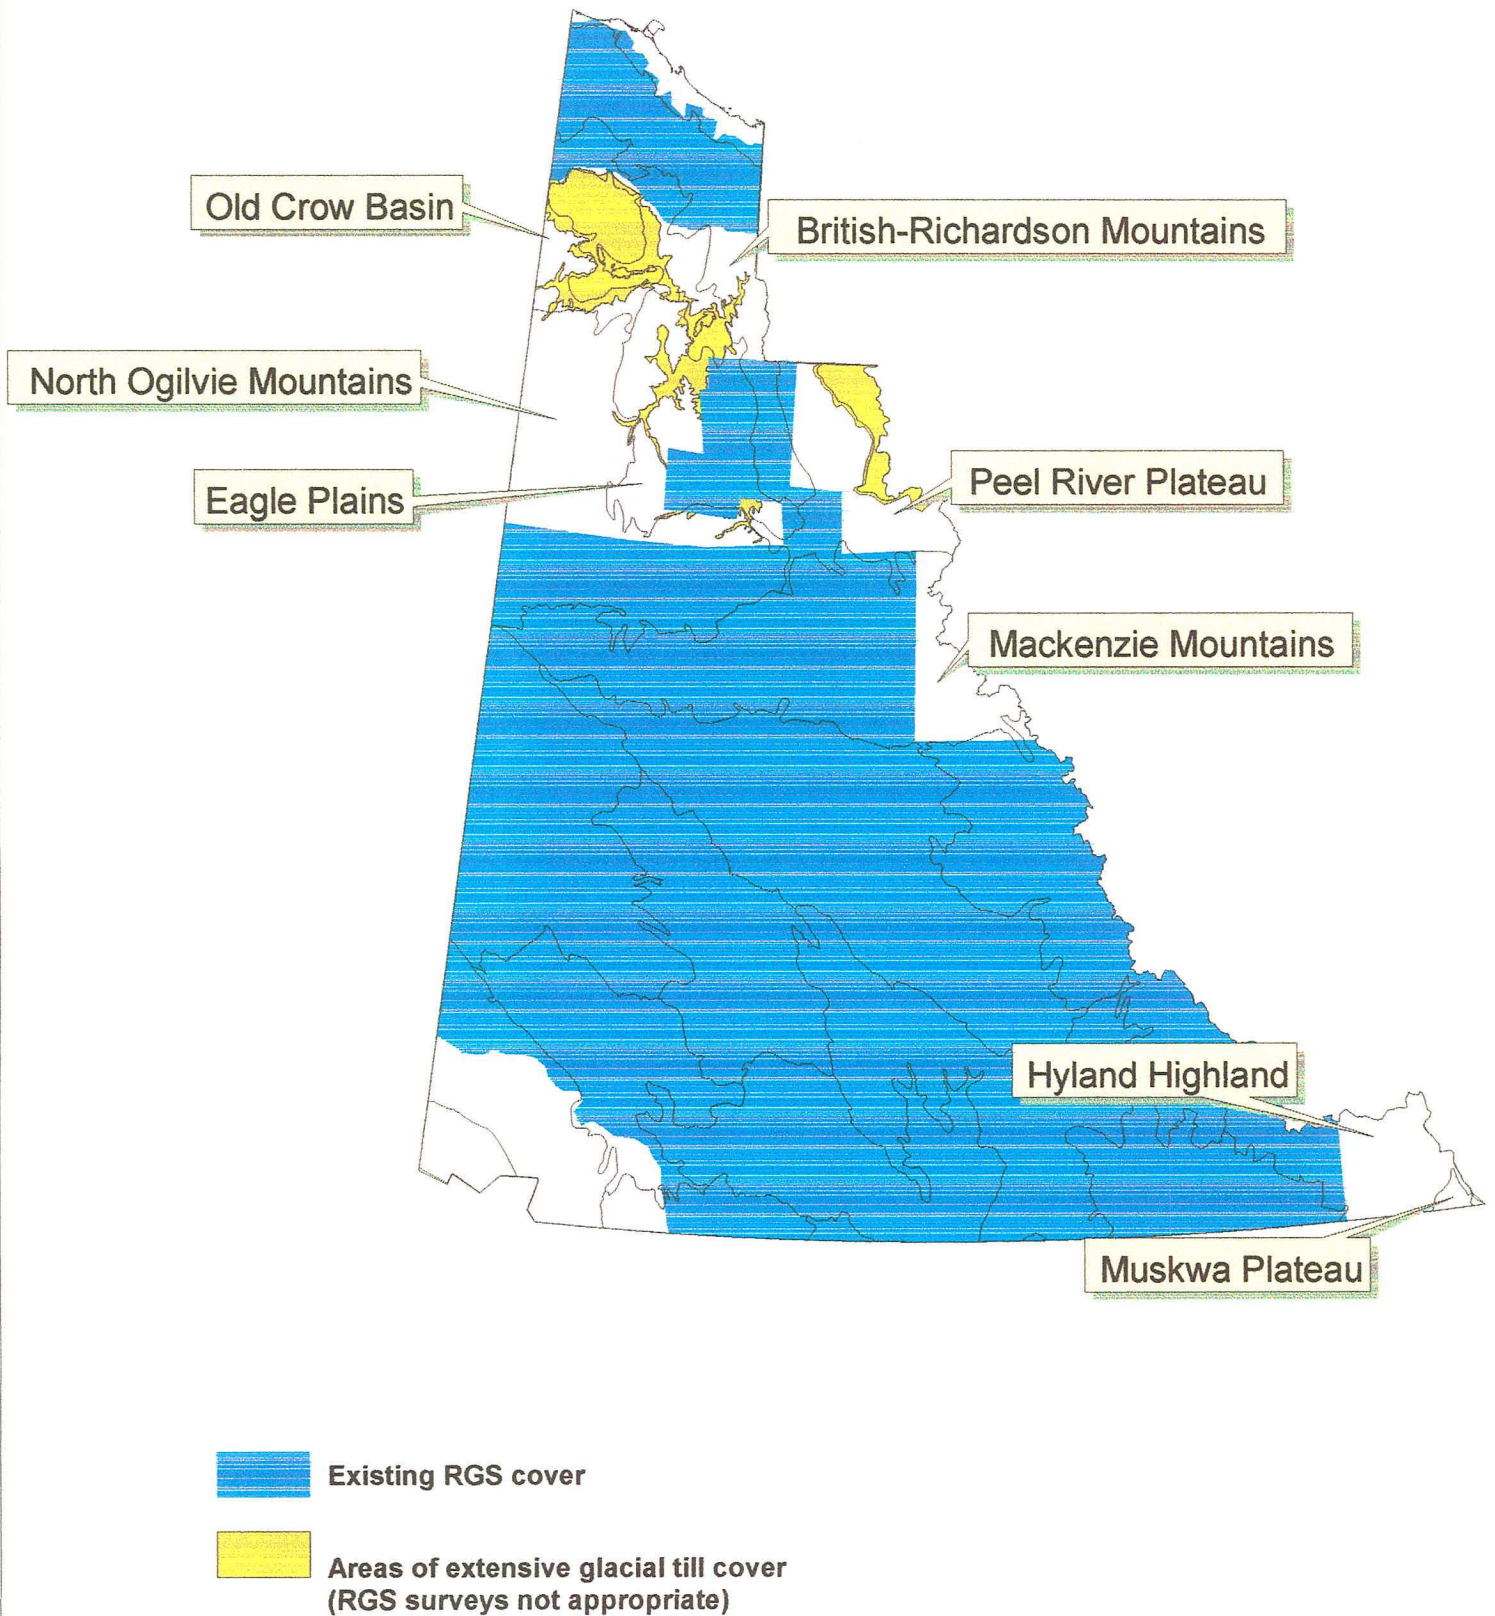 Old Crow Basin
British-Richardson Mountains
North Ogilvie Mountains
Eagle Plains
Peel River Plateau
Mackenzie Mountains
Hyland Highland
Muskwa Plateau
Existing RGS cover
Areas of extensive glacial till cover
(RGS surveys not appropriate)